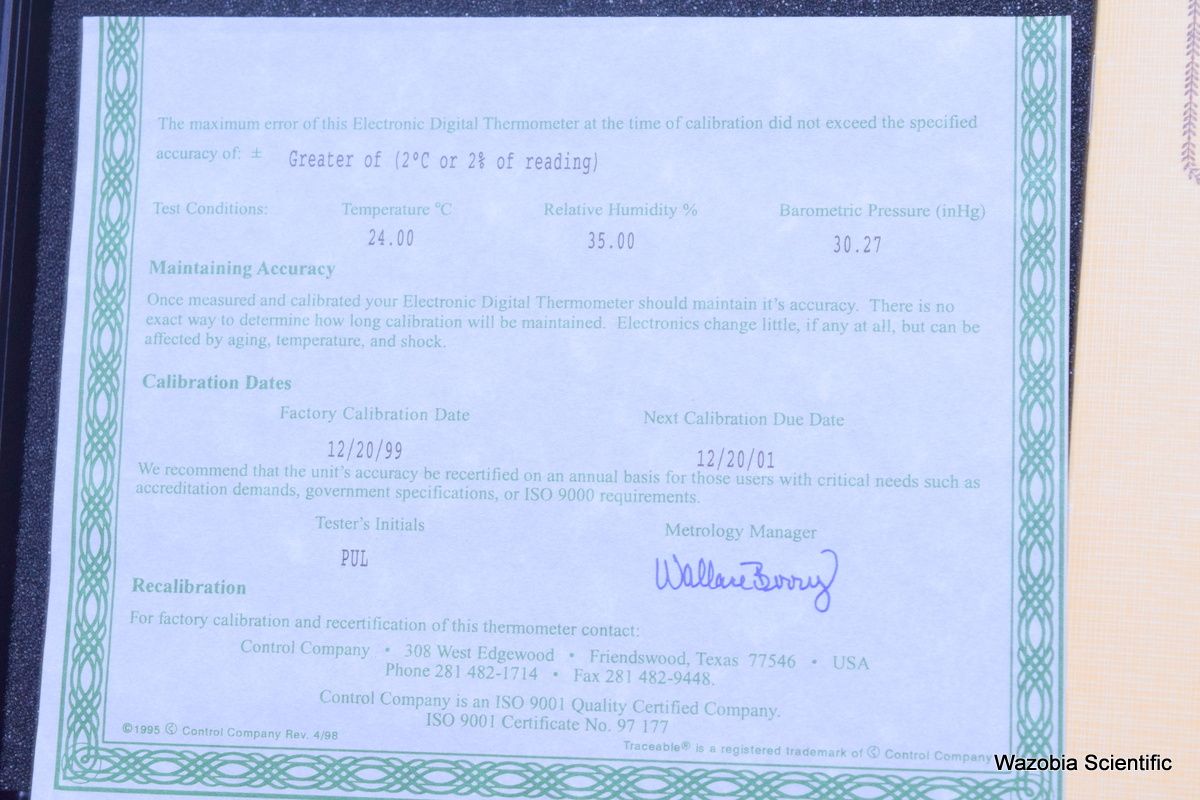 The maximum error of this Electronic Digital Thermometer at the time of calibration did not exceed the specified
accuracy of: ± Greater of (2ºC or 2% of reading)
Test Conditions: Temperature ºC Relative Humidity % Barometric Pressure (inHg)
24.00 35.00 30.27
Maintaining Accuracy
Once measured and calibrated your Electronic Digital Thermometer should maintain it's accuracy. There is no
exact way to determine how long calibration will be maintained. Electronics change little, if any at all, but can be
affected by aging, temperature, and shock.
Calibration Dates
Factory Calibration Date Next Calibration Due Date
12/20/99 12/20/01
We recommend that the unit's accuracy be recertified on an annual basis for those users with critical needs such as
accreditation demands, government specifications, or ISO 9000 requirements.
Tester's Initials Metrology Manager
PUL Wallace Berry
Recalibration
For factory calibration and recertification of this thermometer contact:
Control Company • 308 West Edgewood • Friendswood, Texas 77546 • USA
Phone 281 482-1714 • Fax 281 482-9448.
Control Company is an ISO 9001 Quality Certified Company.
ISO 9001 Certificate No. 97 177
©1995 Ⓒ Control Company Rev. 4/98
Traceable® is a registered trademark of Ⓒ Control Company
Wazobia Scientific